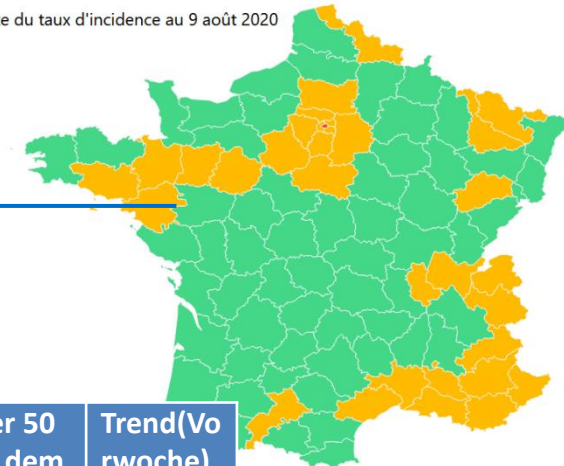 e du taux d'incidence au 9 août 2020
er 50
dem
Trend(Vo
rwoche)